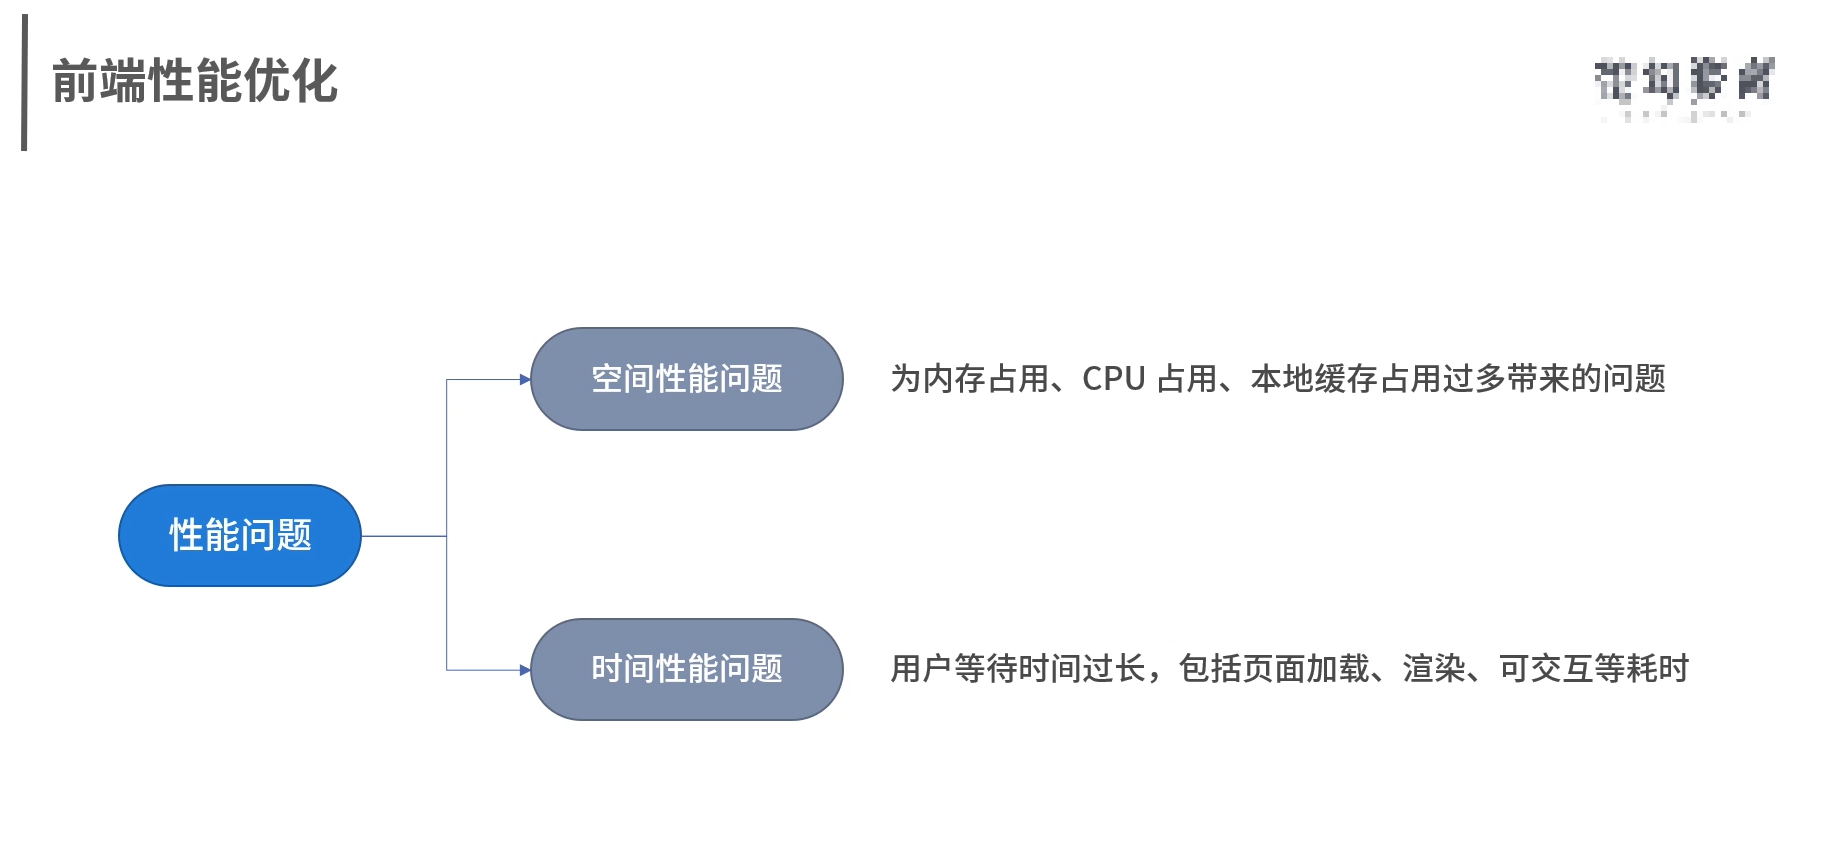 前端性能优化
空间性能问题
为内存占用、CPU 占用、本地缓存占用过多带来的问题
性能问题
时间性能问题
用户等待时间过长，包括页面加载、渲染、可交互等耗时